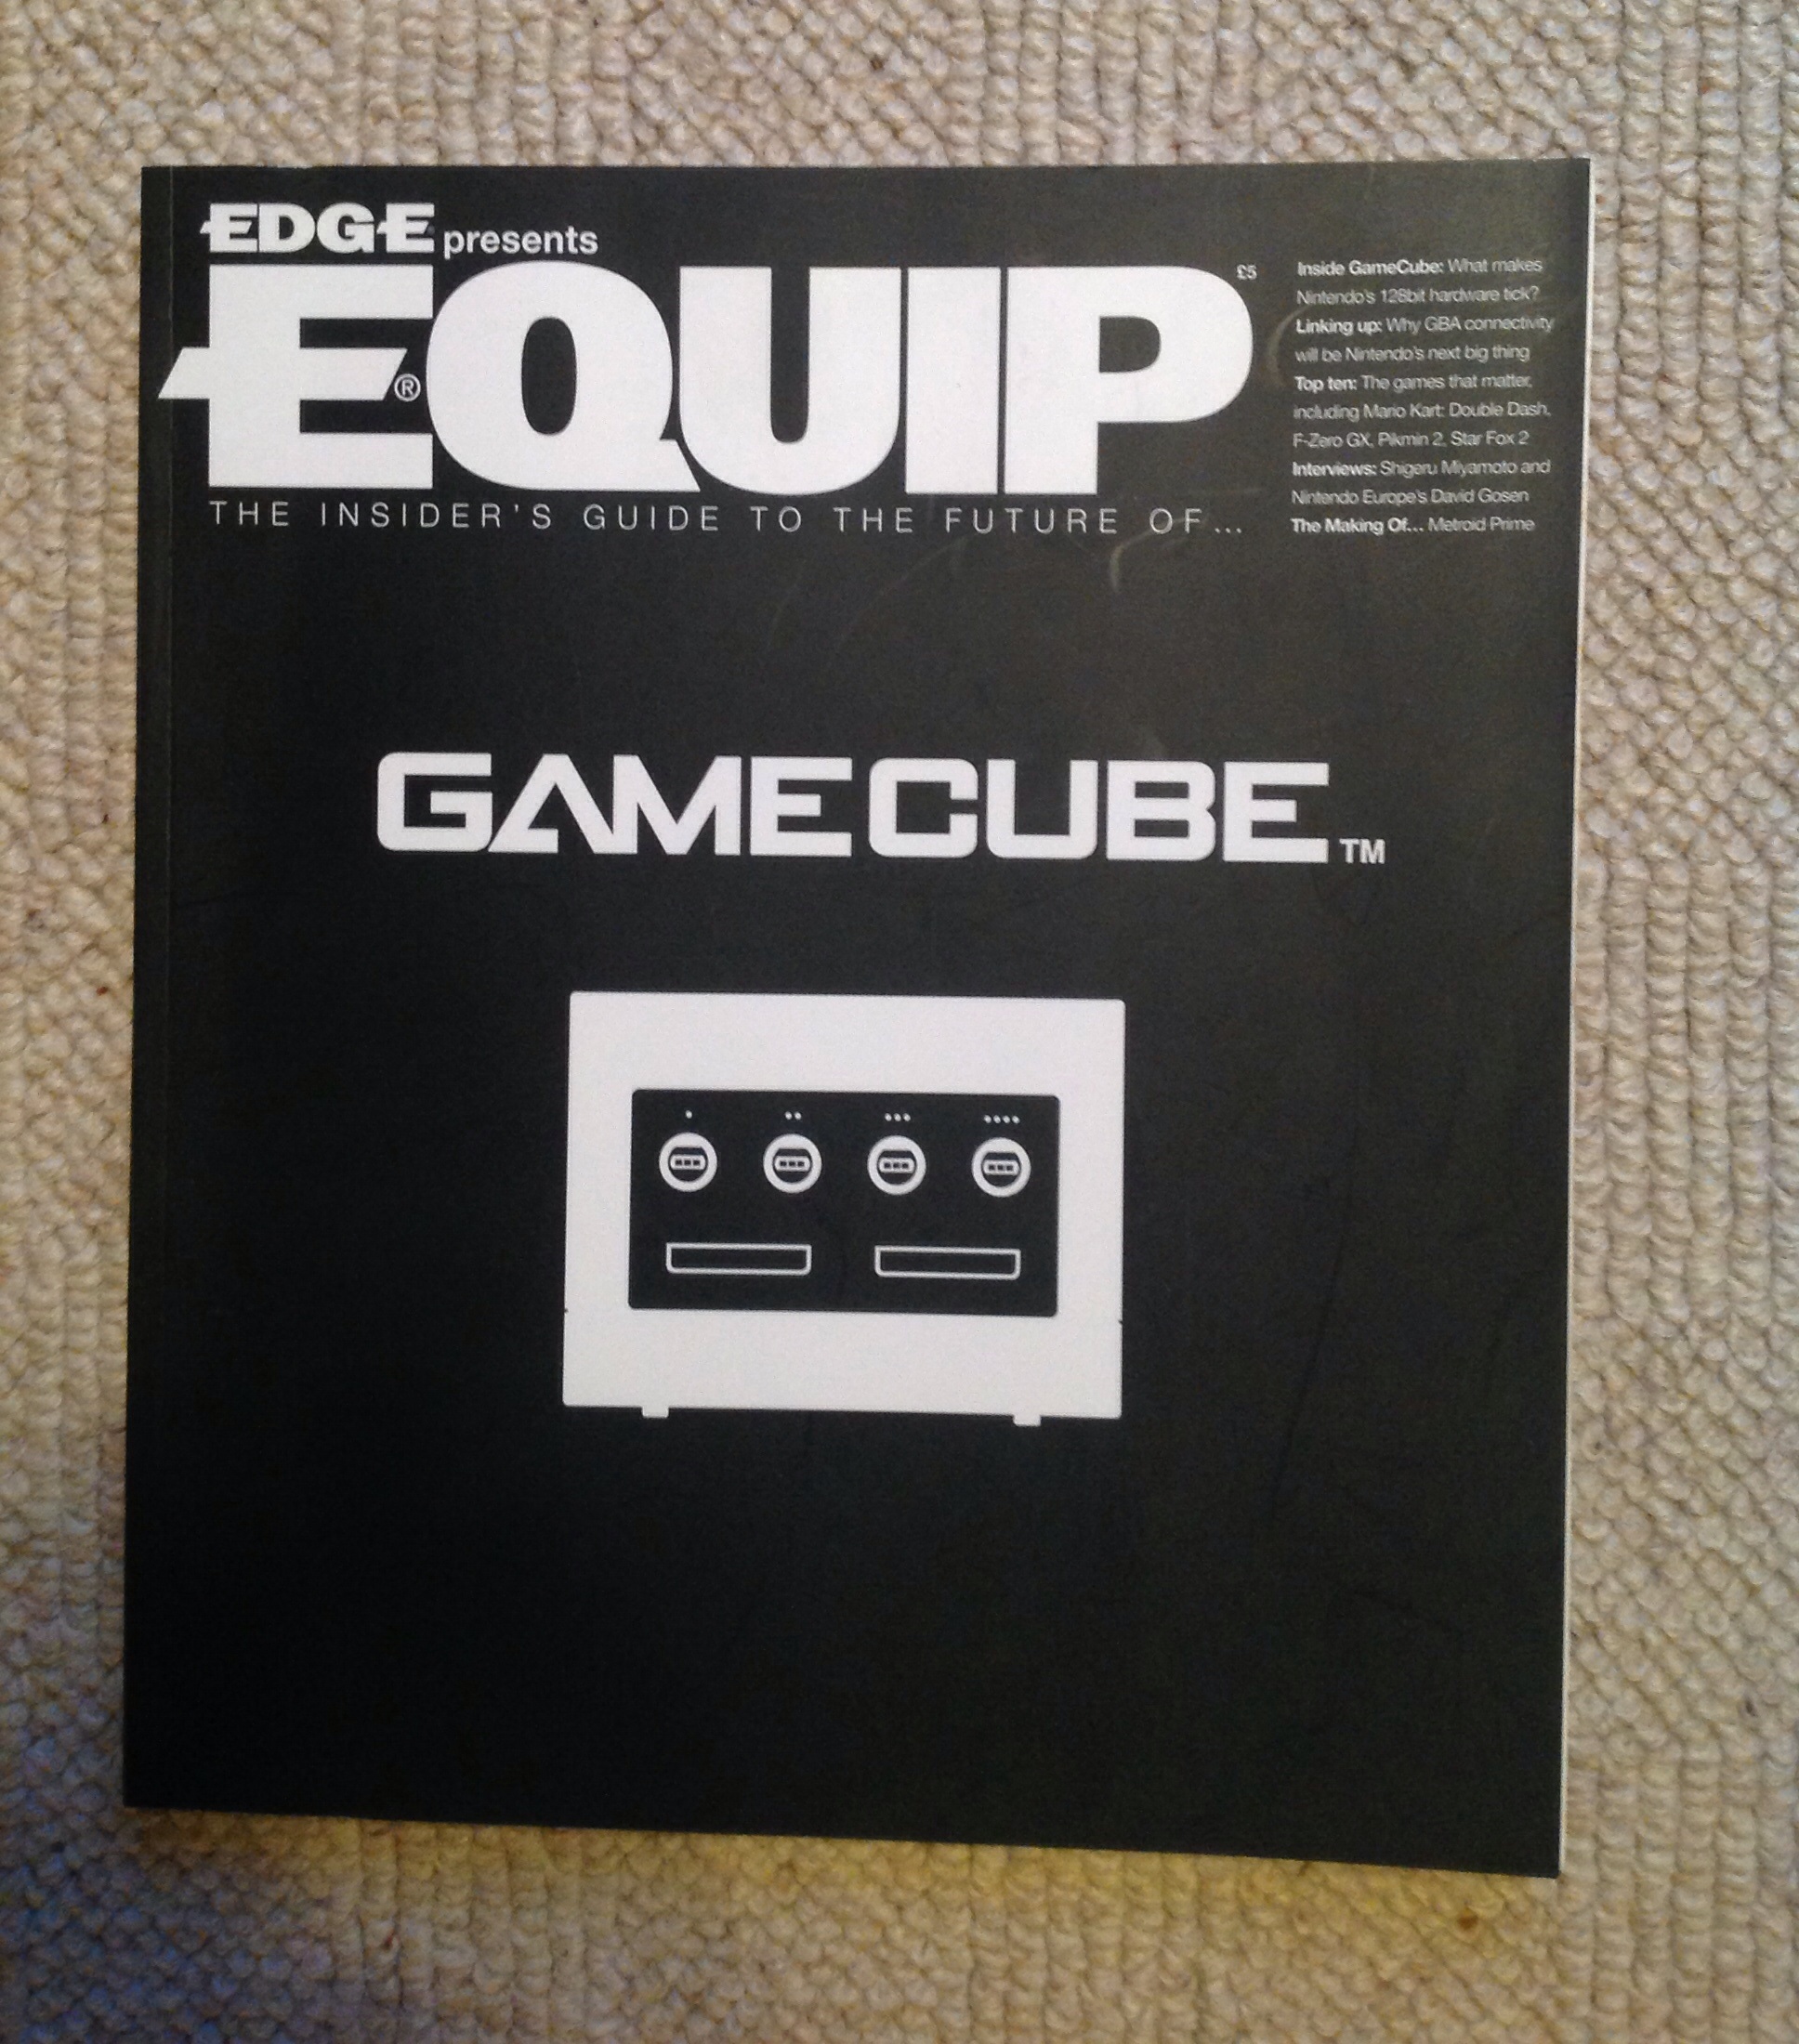 EDGE presents
EQUIP
®
£5
THE INSIDER'S GUIDE TO THE FUTURE OF...
Inside GameCube: What makes
Nintendo's 128bit hardware tick?
Linking up: Why GBA connectivity
will be Nintendo's next big thing
Top ten: The games that matter,
including Mario Kart: Double Dash,
F-Zero GX, Pikmin 2, Star Fox 2
Interviews: Shigeru Miyamoto and
Nintendo Europe's David Gosen
The Making Of... Metroid Prime
GAMECUBE™